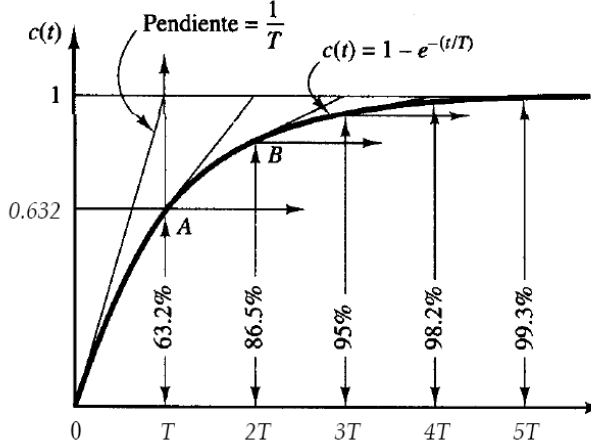 Pendiente = 1/T
c(t)
c(t) = 1 − e^−(t/T)
1
B
0.632
A
63.2%
86.5%
95%
98.2%
99.3%
0 T 2T 3T 4T 5T